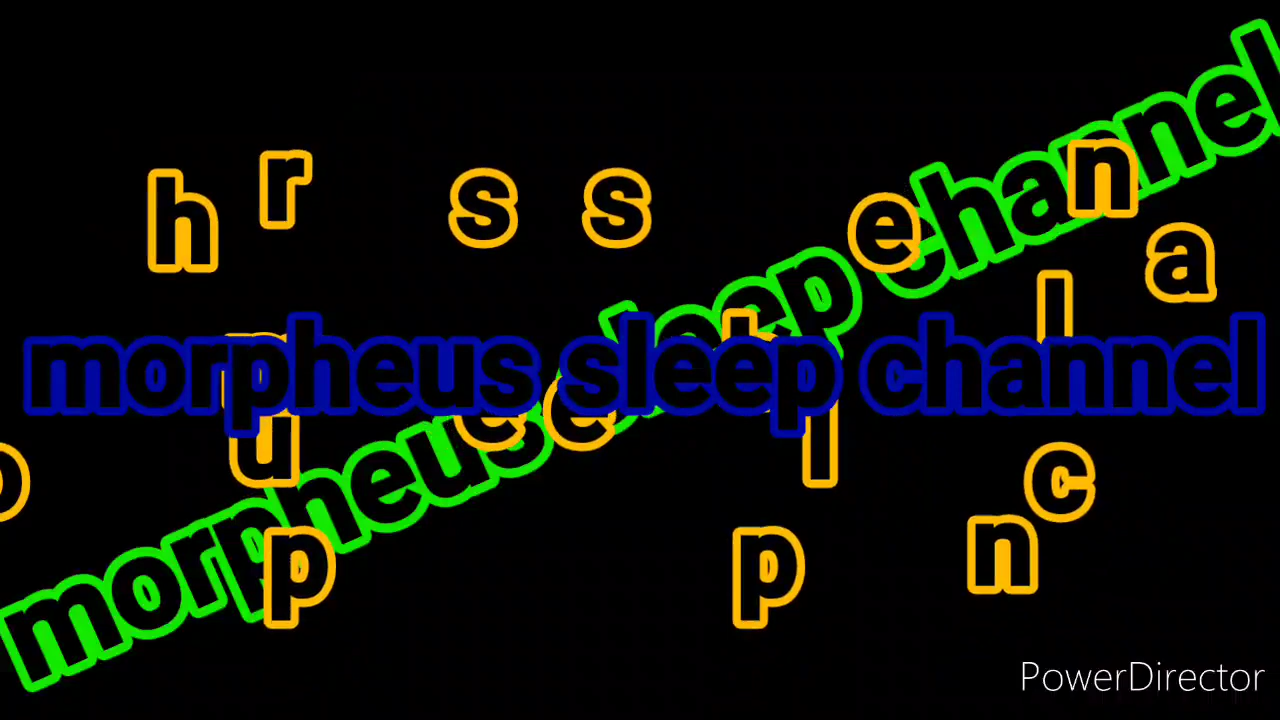 morpheus sleep channel
morpheus sleep channel
h r s s e n
a
l
h
p
e e
u l
o c
p p n
PowerDirector